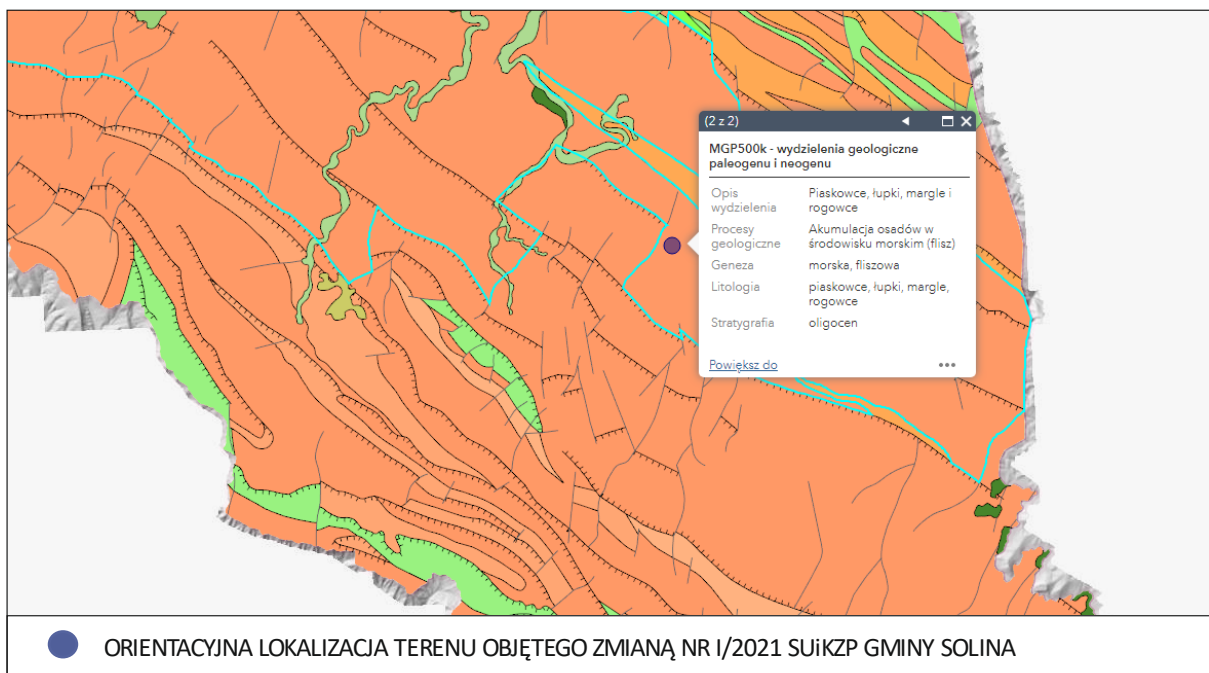 (2 z 2)
MGP500k - wydzielenia geologiczne
paleogenu i neogenu
Opis wydzielenia Piaskowce, łupki, margle i rogowce
Procesy geologiczne Akumulacja osadów w środowisku morskim (flisz)
Geneza morska, fliszowa
Litologia piaskowce, łupki, margle, rogowce
Stratygrafia oligocen
Powiększ do
ORIENTACYJNA LOKALIZACJA TERENU OBJĘTEGO ZMIANĄ NR I/2021 SUiKZP GMINY SOLINA